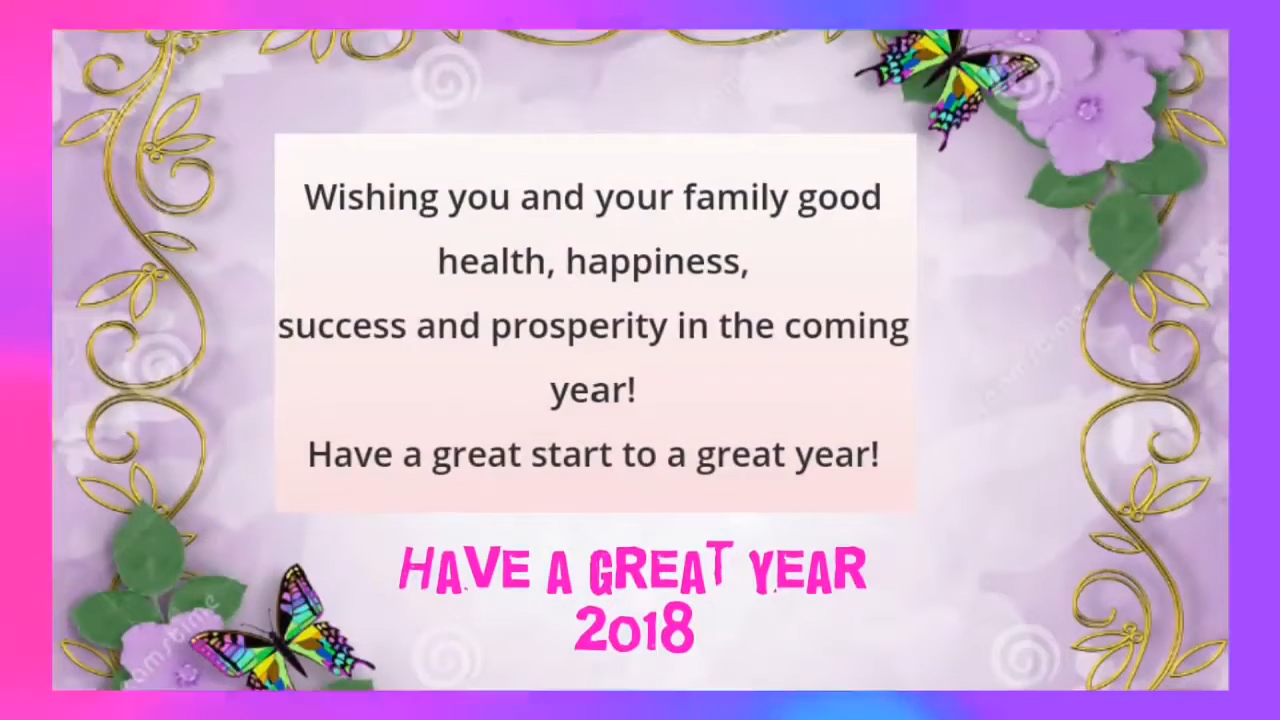 Wishing you and your family good
health, happiness,
success and prosperity in the coming
year!
Have a great start to a great year!
HAVE A GREAT YEAR
2018